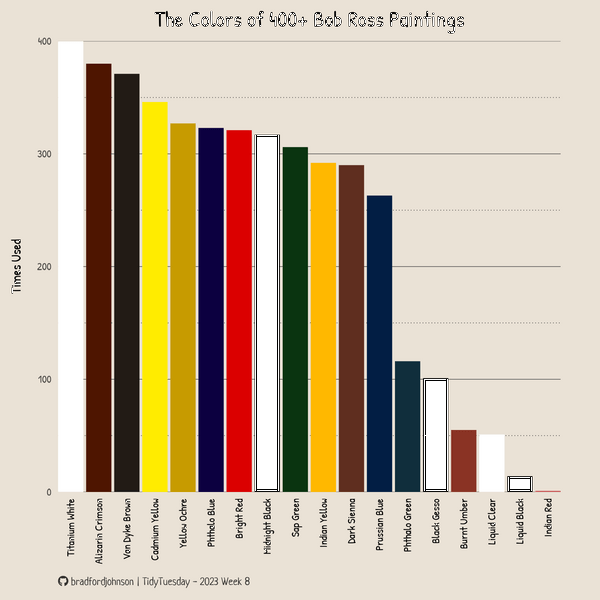 The Colors of 400+ Bob Ross Paintings
Times Used
400
300
200
100
0
Titanium White
Alizarin Crimson
Van Dyke Brown
Cadmium Yellow
Yellow Ochre
Phthalo Blue
Bright Red
Midnight Black
Sap Green
Indian Yellow
Dark Sienna
Prussian Blue
Phthalo Green
Black Gesso
Burnt Umber
Liquid Clear
Liquid Black
Indian Red
bradfordjohnson | TidyTuesday - 2023 Week 8